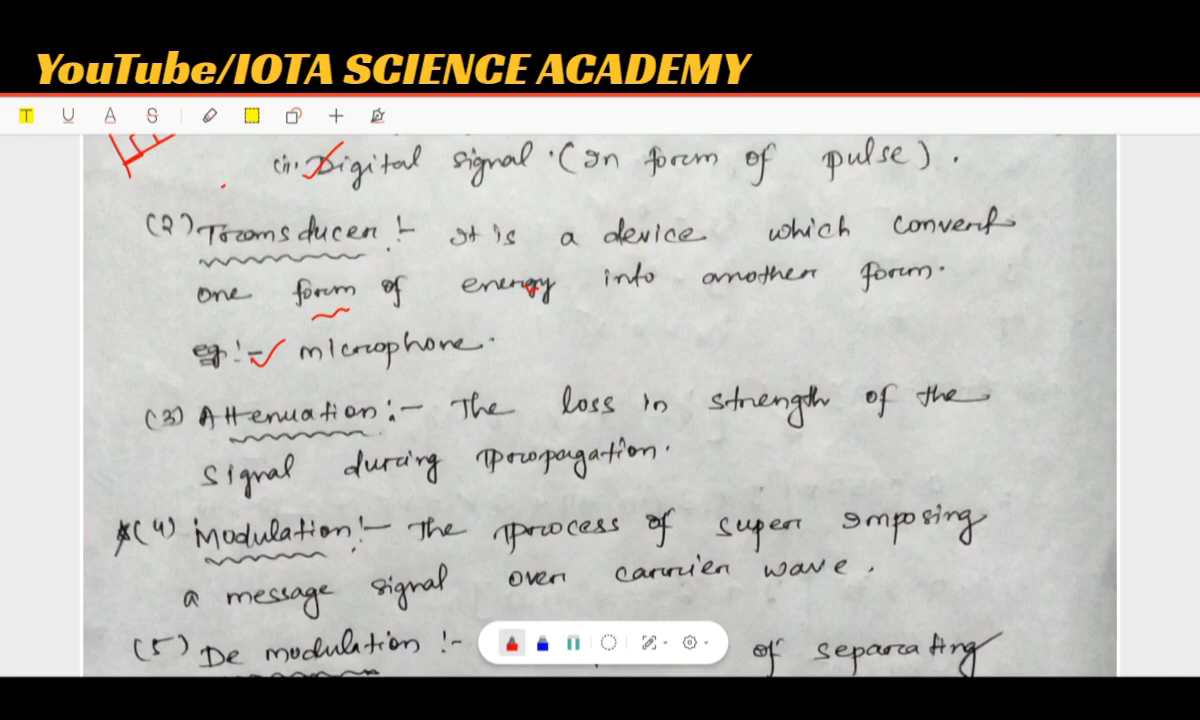 YouTube/IOTA SCIENCE ACADEMY
T U A S
(ii). Digital signal. (In form of pulse).
(2) Transducer :- It is a device which convert
one form of energy into another form.
eg :- microphone.
(3) Attenuation :- The loss in strength of the
signal during propagation.
(4) Modulation :- The process of super imposing
a message signal over carrier wave.
(5) De modulation :- of separating